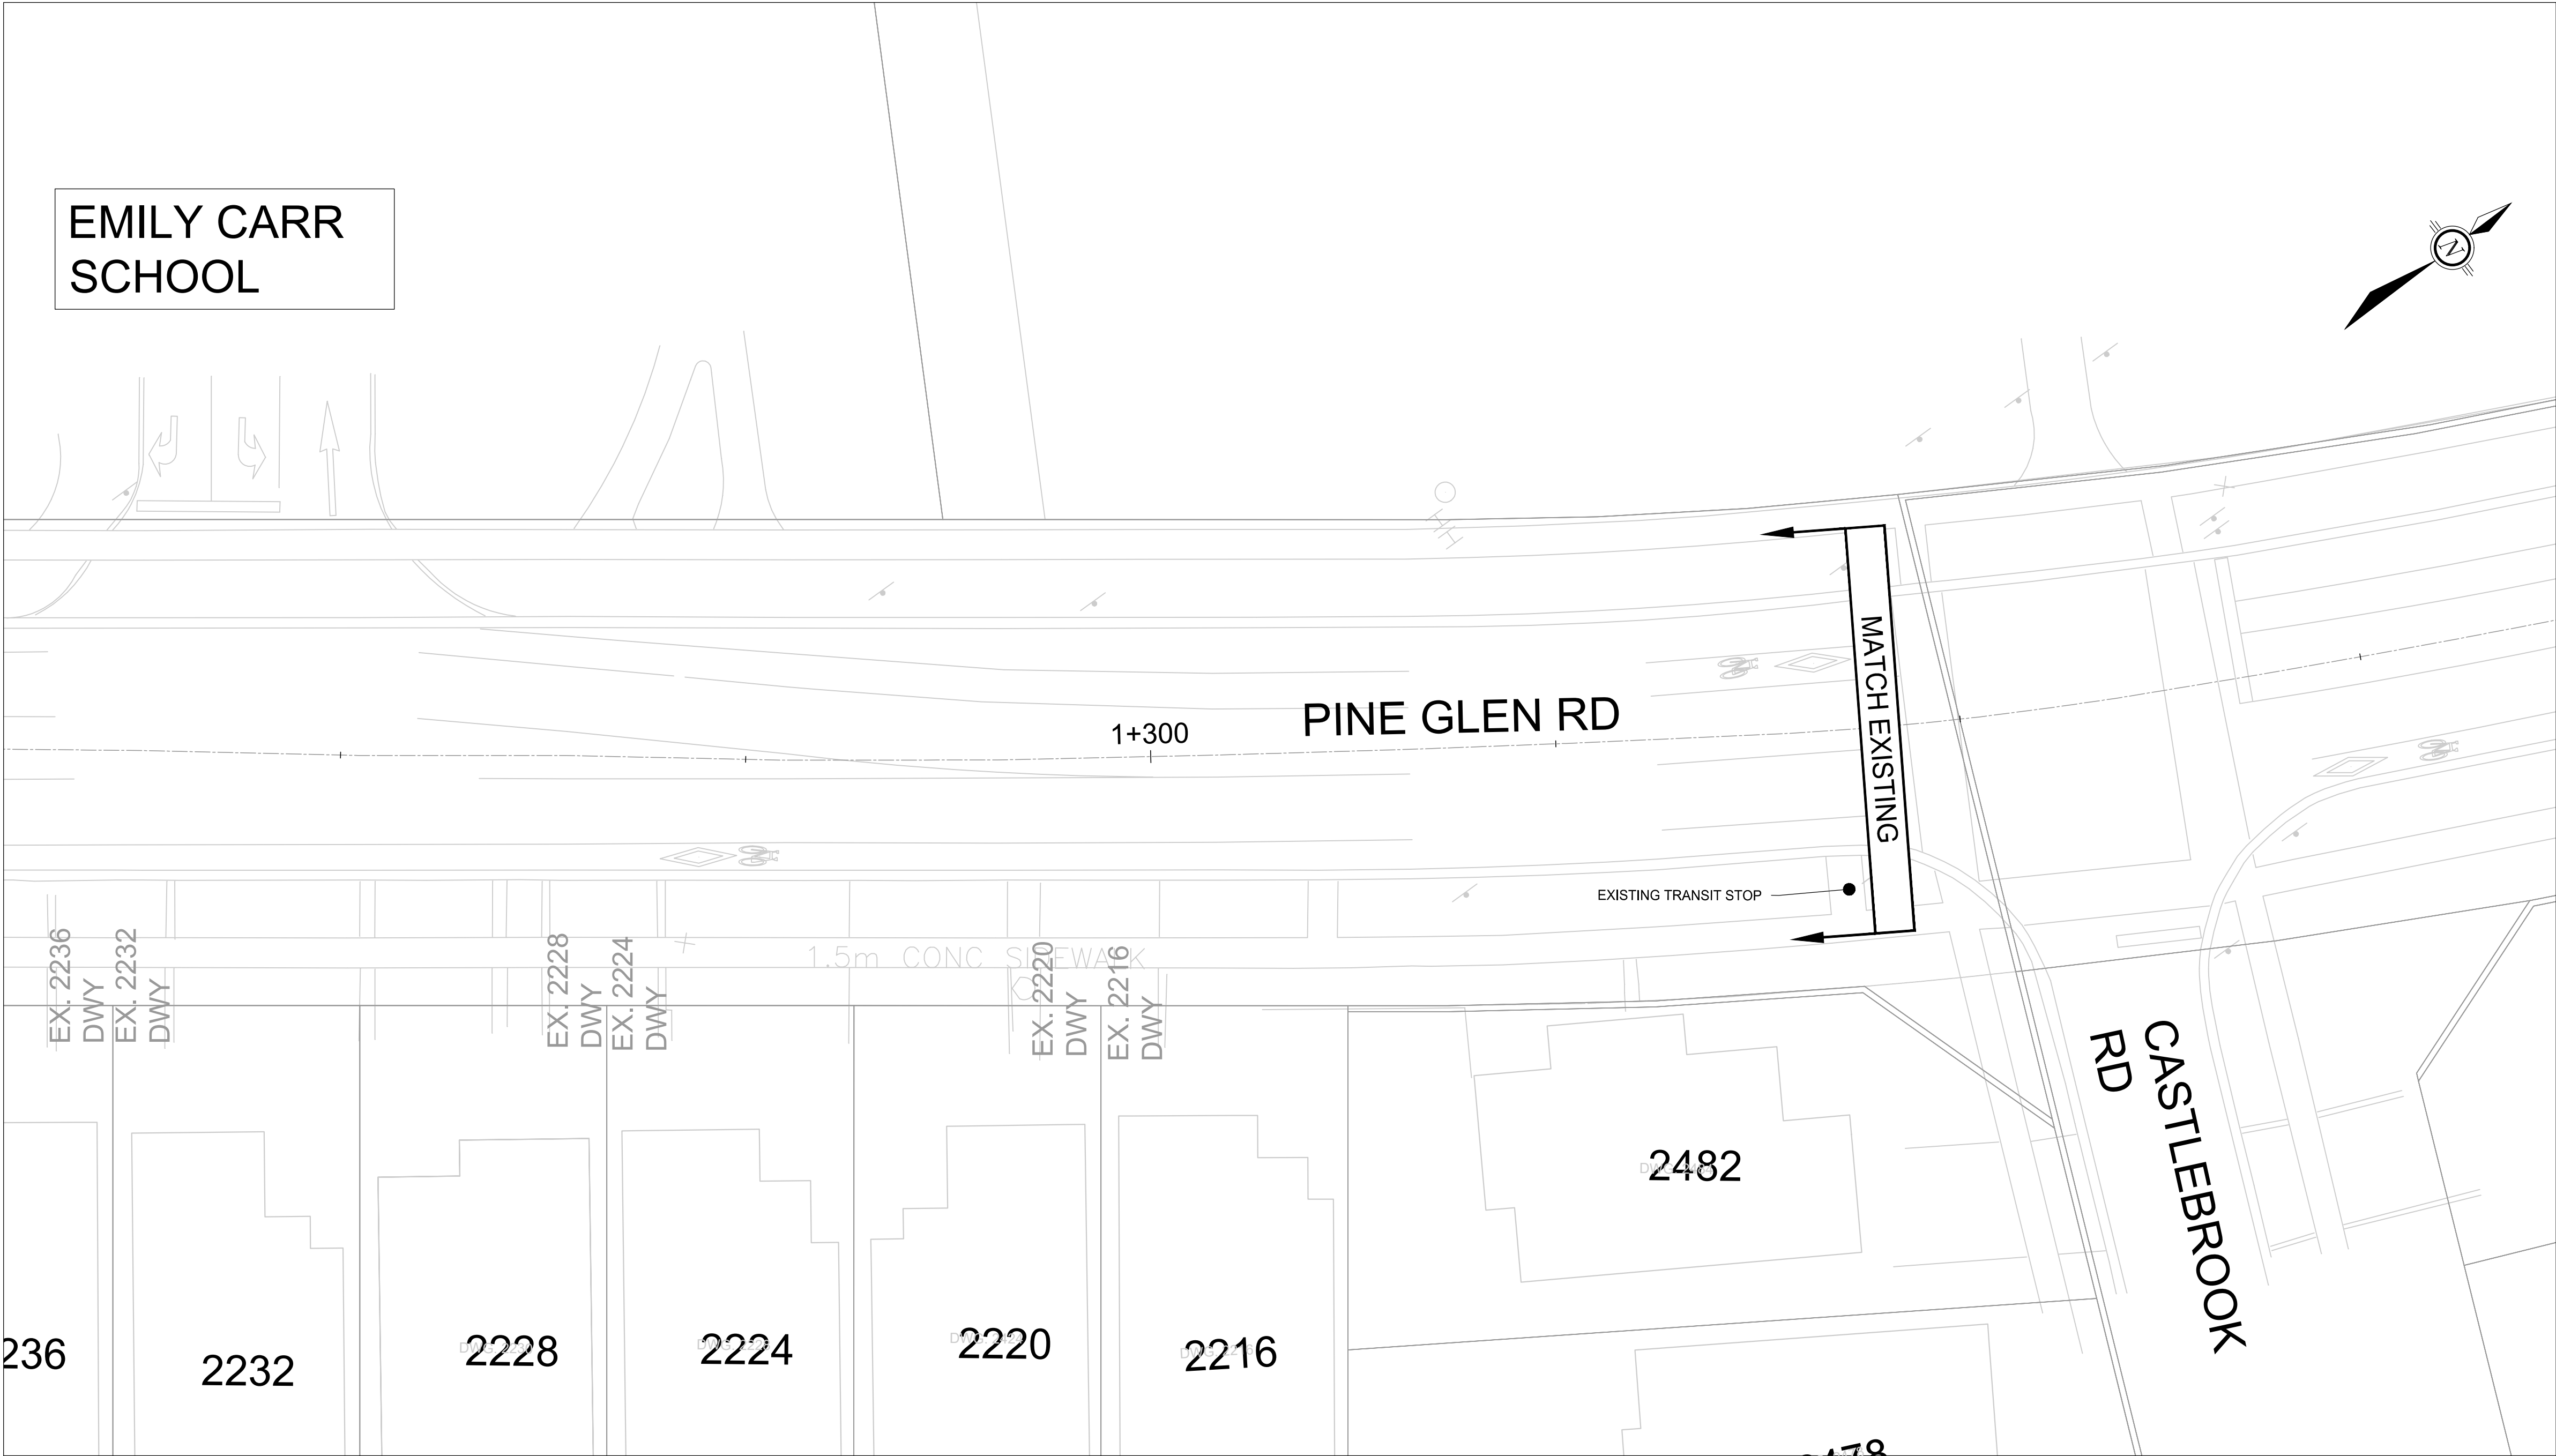 EMILY CARR
SCHOOL
N
MATCH EXISTING
PINE GLEN RD
1+300
EXISTING TRANSIT STOP
1.5m CONC SIDEWALK
EX. 2236
DWY
EX. 2232
DWY
EX. 2228
DWY
EX. 2224
DWY
EX. 2220
DWY
EX. 2216
DWY
CASTLEBROOK
RD
2482
236
2232
2228
2224
2220
2216